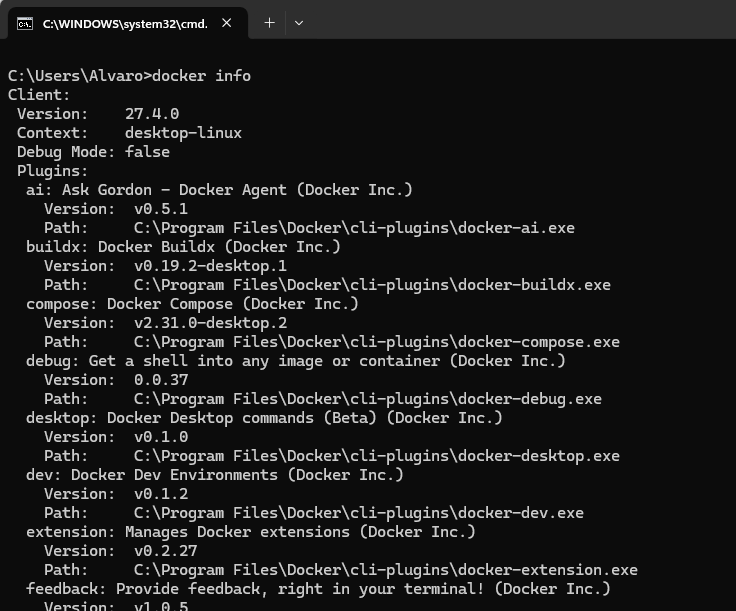 C:\WINDOWS\system32\cmd.
C:\Users\Alvaro>docker info
Client:
 Version:    27.4.0
 Context:    desktop-linux
 Debug Mode: false
 Plugins:
  ai: Ask Gordon - Docker Agent (Docker Inc.)
    Version:  v0.5.1
    Path:     C:\Program Files\Docker\cli-plugins\docker-ai.exe
  buildx: Docker Buildx (Docker Inc.)
    Version:  v0.19.2-desktop.1
    Path:     C:\Program Files\Docker\cli-plugins\docker-buildx.exe
  compose: Docker Compose (Docker Inc.)
    Version:  v2.31.0-desktop.2
    Path:     C:\Program Files\Docker\cli-plugins\docker-compose.exe
  debug: Get a shell into any image or container (Docker Inc.)
    Version:  0.0.37
    Path:     C:\Program Files\Docker\cli-plugins\docker-debug.exe
  desktop: Docker Desktop commands (Beta) (Docker Inc.)
    Version:  v0.1.0
    Path:     C:\Program Files\Docker\cli-plugins\docker-desktop.exe
  dev: Docker Dev Environments (Docker Inc.)
    Version:  v0.1.2
    Path:     C:\Program Files\Docker\cli-plugins\docker-dev.exe
  extension: Manages Docker extensions (Docker Inc.)
    Version:  v0.2.27
    Path:     C:\Program Files\Docker\cli-plugins\docker-extension.exe
  feedback: Provide feedback, right in your terminal! (Docker Inc.)
    Version:  v1.0.5